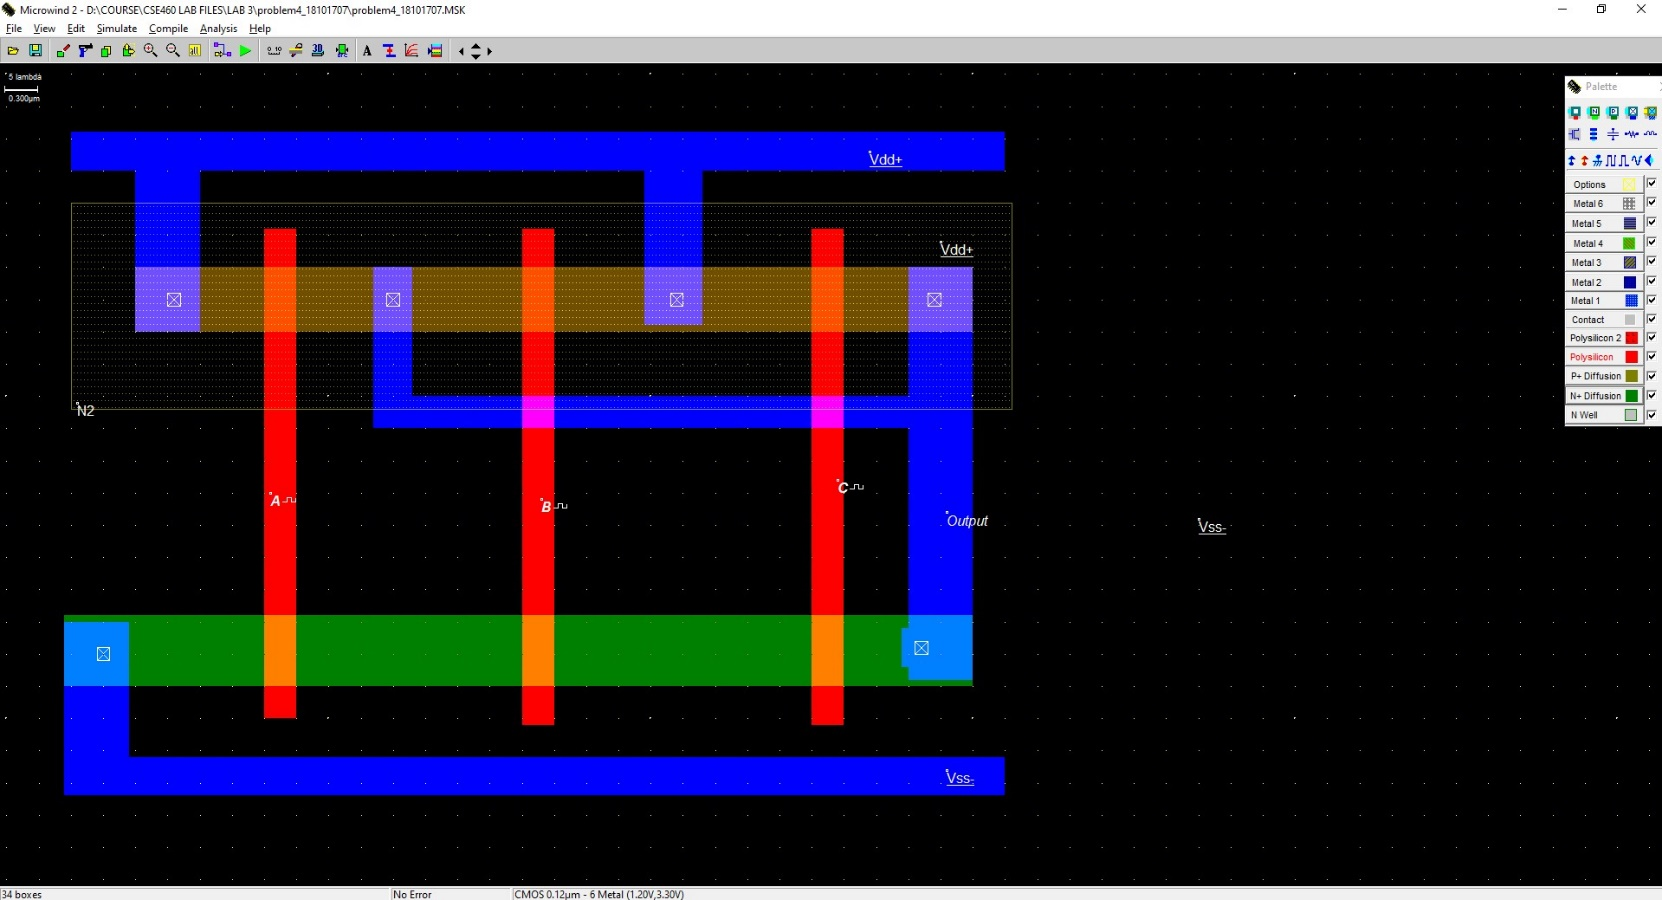 Microwind 2 - D:\COURSE\CSE460 LAB FILES\LAB 3\problem4_18101707\problem4_18101707.MSK
File View Edit Simulate Compile Analysis Help
5 lambda
0.300µm
Vdd+
Vdd+
N2
A
B
C
Output
Vss-
Vss-
Palette
Options
Metal 6
Metal 5
Metal 4
Metal 3
Metal 2
Metal 1
Contact
Polysilicon 2
Polysilicon
P+ Diffusion
N+ Diffusion
N Well
34 boxes
No Error
CMOS 0.12µm - 6 Metal (1.20V,3.30V)